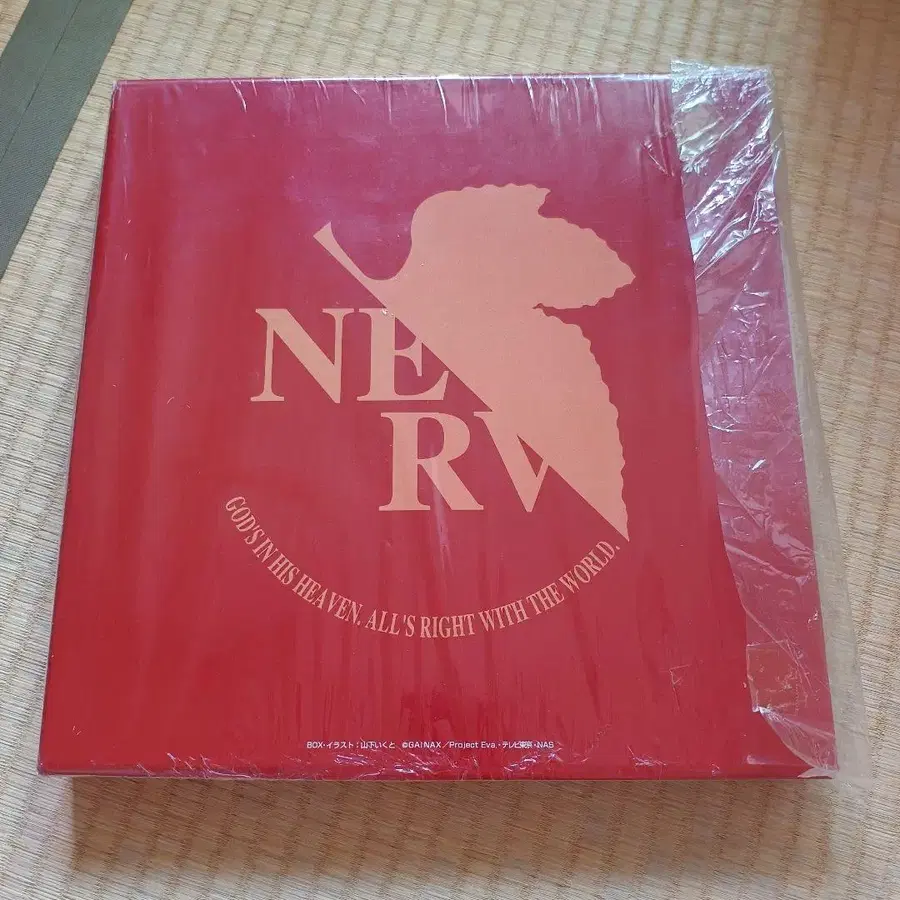 NE
RV
GOD'S IN HIS HEAVEN. ALL'S RIGHT WITH THE WORLD.
BOX・イラスト：山下いくと ©GAINAX／Project Eva.・テレビ東京・NAS